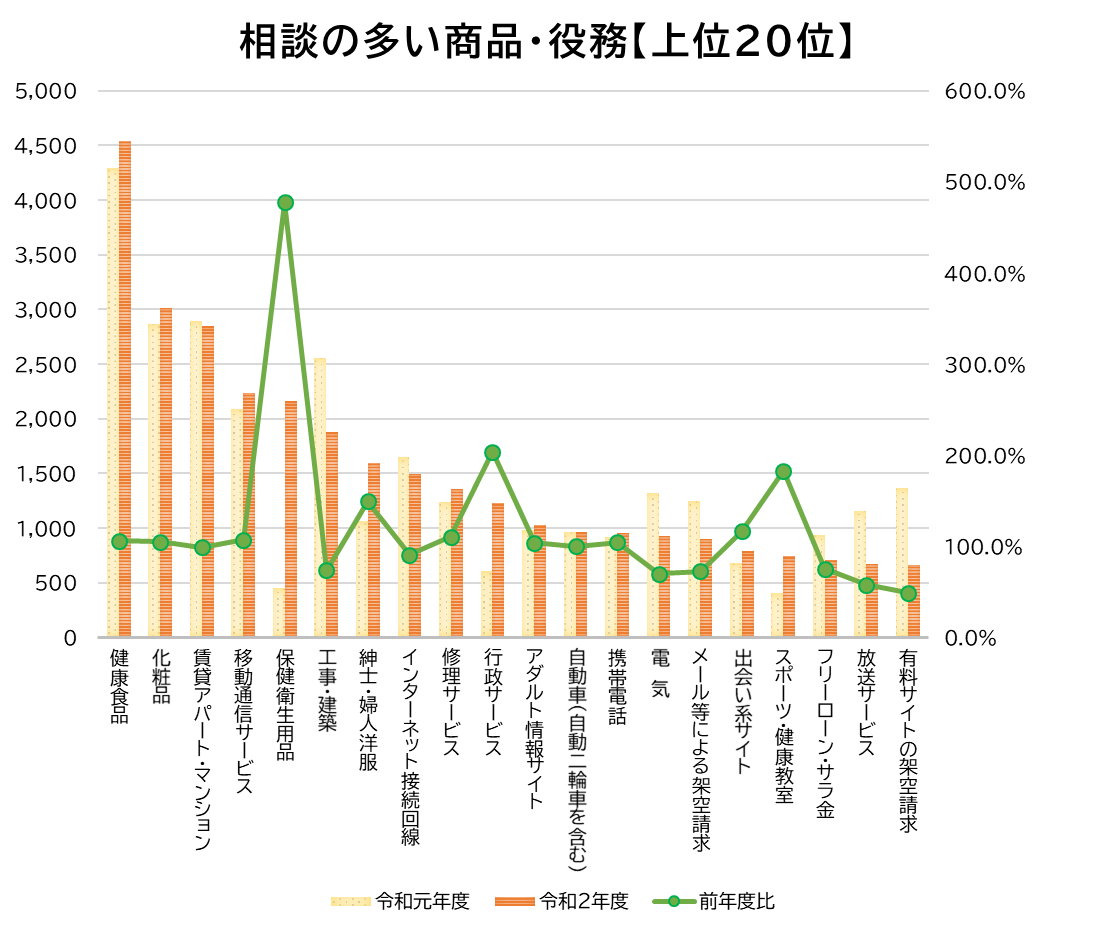 相談の多い商品・役務【上位20位】
5,000
4,500
4,000
3,500
3,000
2,500
2,000
1,500
1,000
500
0
600.0%
500.0%
400.0%
300.0%
200.0%
100.0%
0.0%
健康食品
化粧品
賃貸アパート・マンション
移動通信サービス
保健衛生用品
工事・建築
紳士・婦人洋服
インターネット接続回線
修理サービス
行政サービス
アダルト情報サイト
自動車(自動二輪車を含む)
携帯電話
電 気
メール等による架空請求
出会い系サイト
スポーツ・健康教室
フリーローン・サラ金
放送サービス
有料サイトの架空請求
令和元年度
令和2年度
前年度比